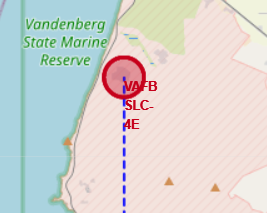 Vandenberg
State Marine
Reserve
VAFB
SLC-
4E